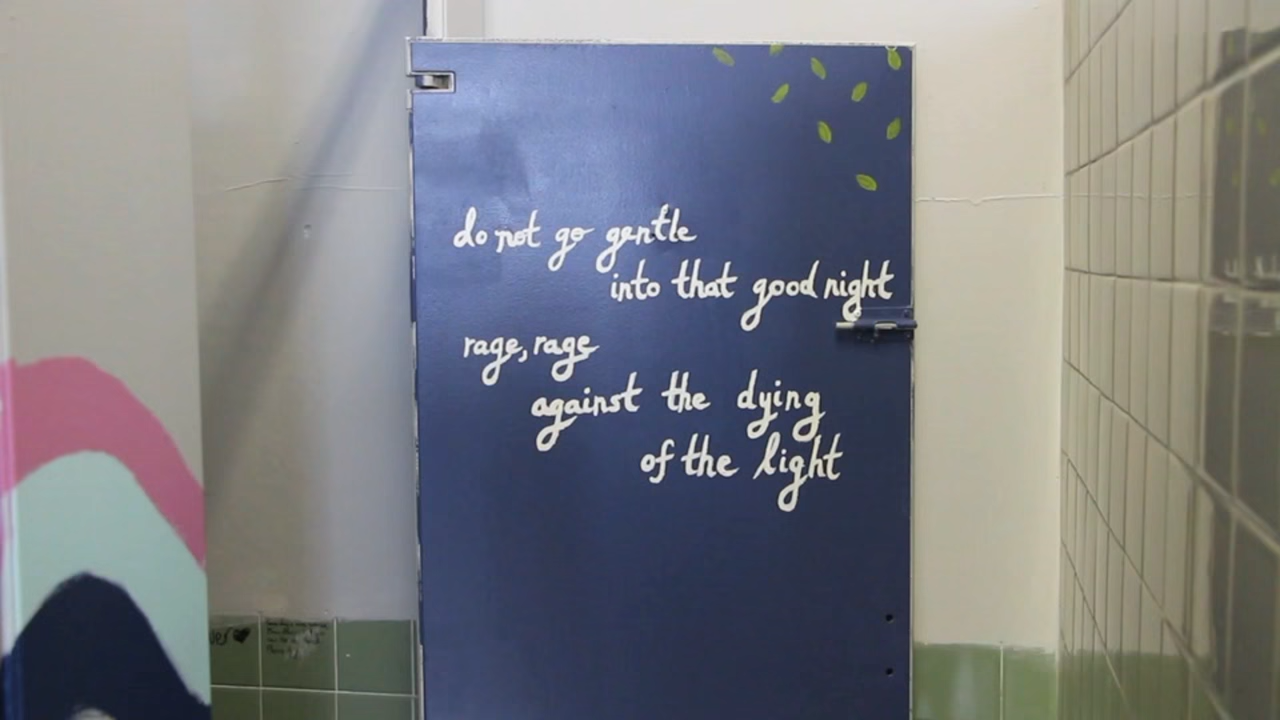 do not go gentle
into that good night
rage, rage
against the dying
of the light